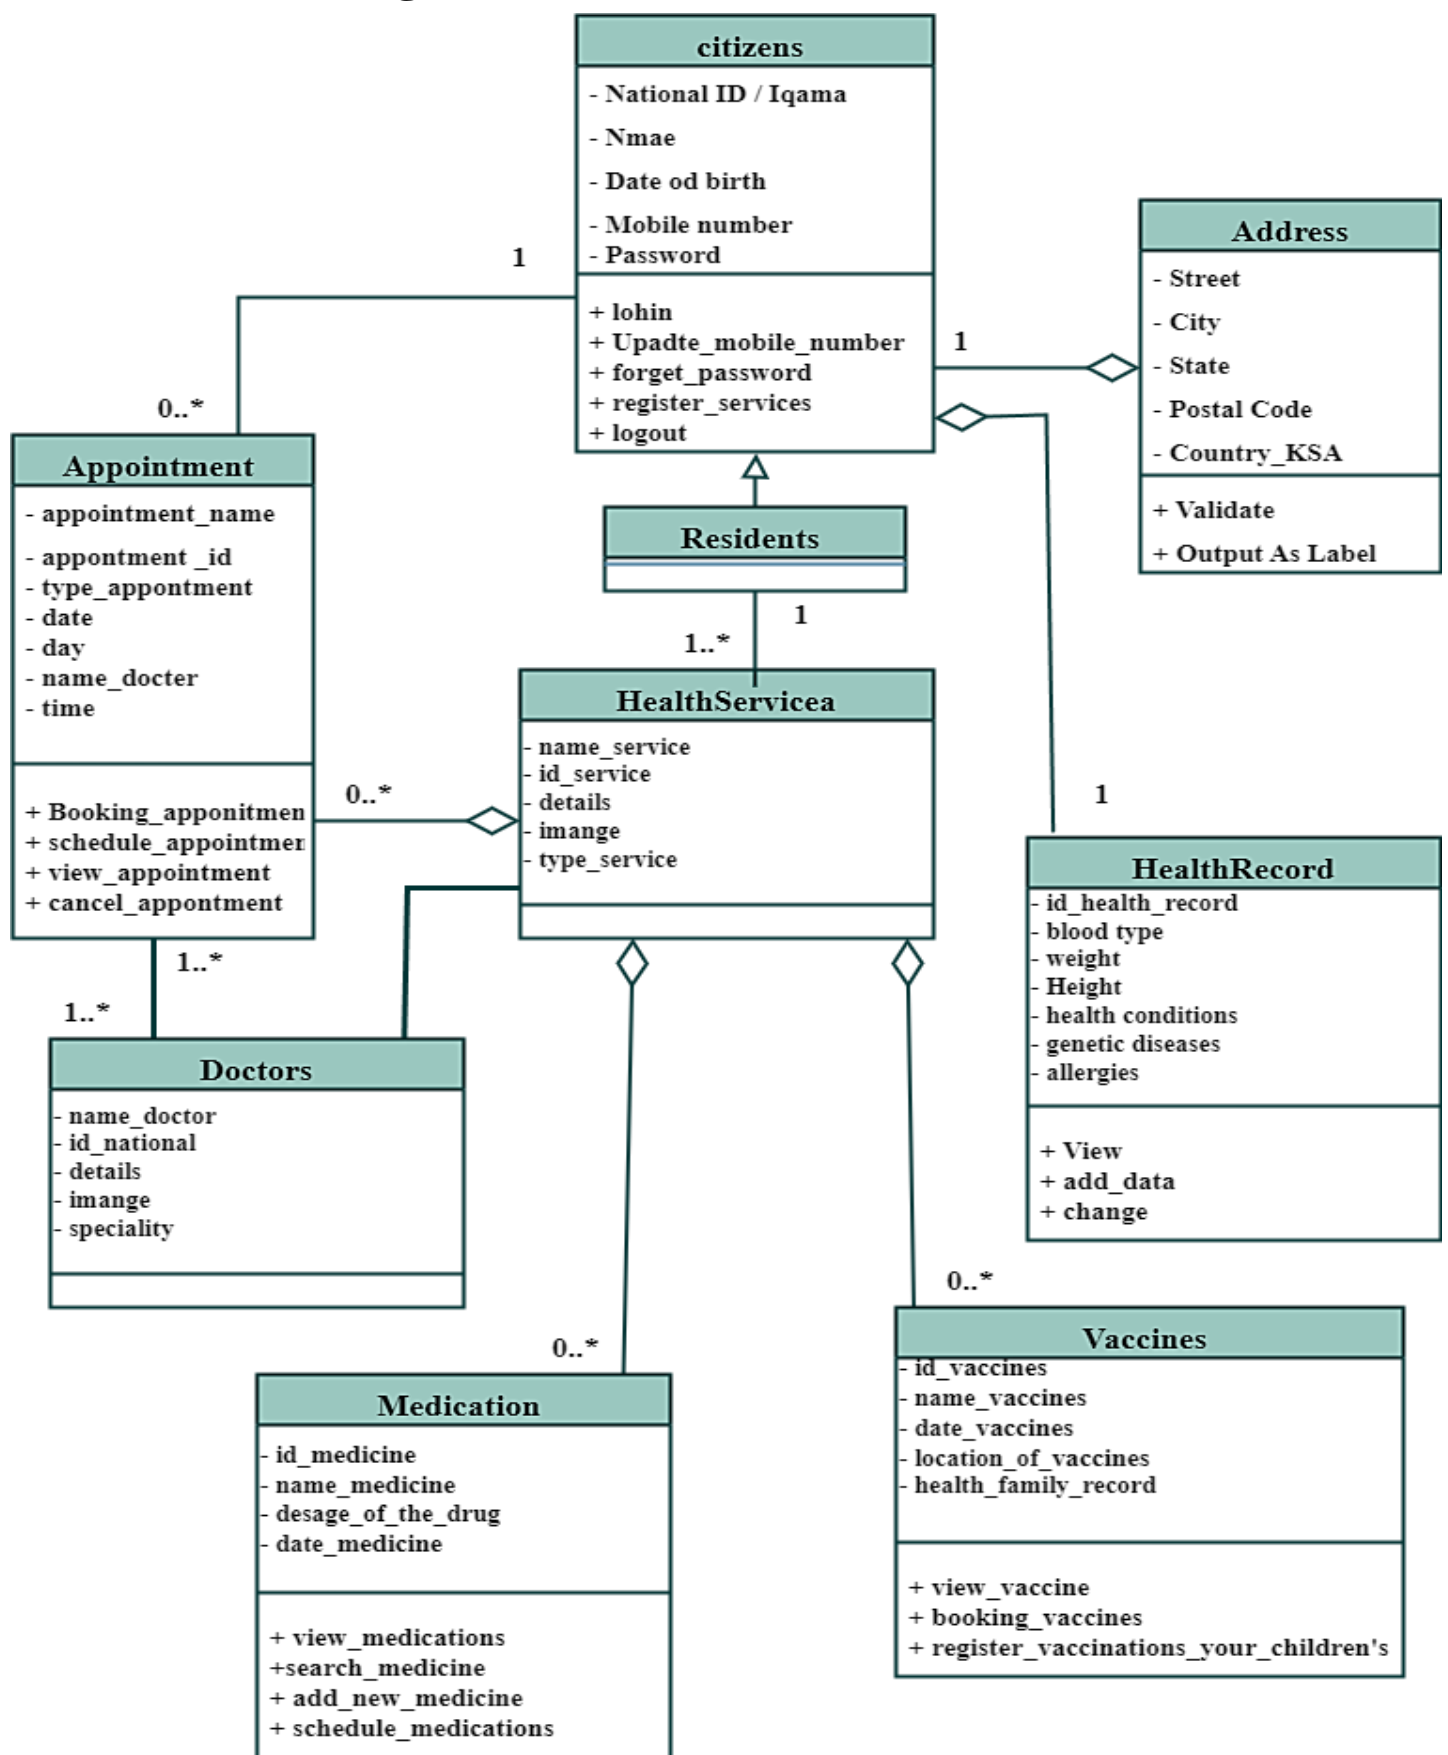 citizens
- National ID / Iqama
- Nmae
- Date od birth
- Mobile number
- Password
+ lohin
+ Upadte_mobile_number
+ forget_password
+ register_services
+ logout
1
0..*
1
Address
- Street
- City
- State
- Postal Code
- Country_KSA
+ Validate
+ Output As Label
Appointment
- appointment_name
- appontment _id
- type_appontment
- date
- day
- name_docter
- time
+ Booking_apponitmen
+ schedule_appointmer
+ view_appointment
+ cancel_appontment
Residents
1
1..*
HealthServicea
- name_service
- id_service
- details
- imange
- type_service
0..*
1
HealthRecord
- id_health_record
- blood type
- weight
- Height
- health conditions
- genetic diseases
- allergies
+ View
+ add_data
+ change
1..*
1..*
Doctors
- name_doctor
- id_national
- details
- imange
- speciality
0..*
Vaccines
- id_vaccines
- name_vaccines
- date_vaccines
- location_of_vaccines
- health_family_record
+ view_vaccine
+ booking_vaccines
+ register_vaccinations_your_children's
0..*
Medication
- id_medicine
- name_medicine
- desage_of_the_drug
- date_medicine
+ view_medications
+search_medicine
+ add_new_medicine
+ schedule_medications